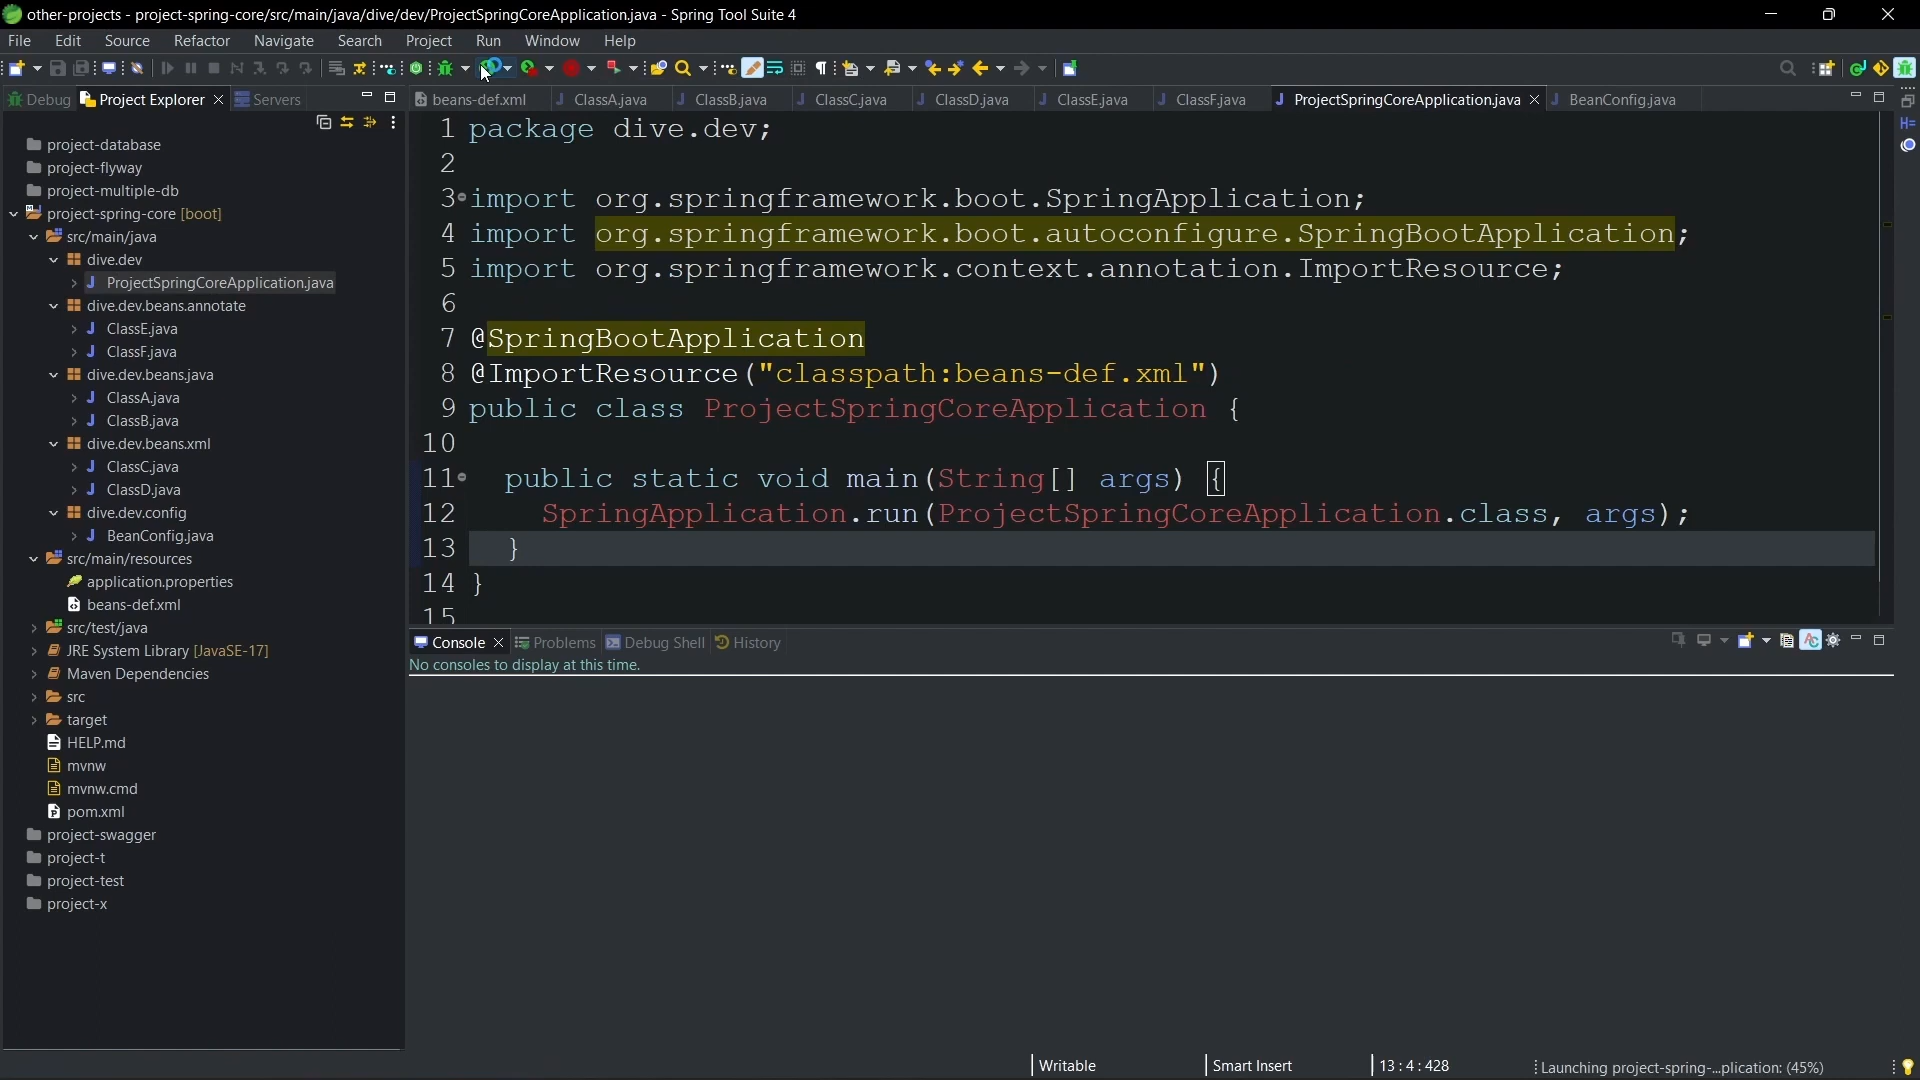 other-projects - project-spring-core/src/main/java/dive/dev/ProjectSpringCoreApplication.java - Spring Tool Suite 4
File Edit Source Refactor Navigate Search Project Run Window Help
Debug Project Explorer Servers
project-database
project-flyway
project-multiple-db
project-spring-core [boot]
src/main/java
dive.dev
ProjectSpringCoreApplication.java
dive.dev.beans.annotate
ClassE.java
ClassF.java
dive.dev.beans.java
ClassA.java
ClassB.java
dive.dev.beans.xml
ClassC.java
ClassD.java
dive.dev.config
BeanConfig.java
src/main/resources
application.properties
beans-def.xml
src/test/java
JRE System Library [JavaSE-17]
Maven Dependencies
src
target
HELP.md
mvnw
mvnw.cmd
pom.xml
project-swagger
project-t
project-test
project-x
beans-def.xml ClassA.java ClassB.java ClassC.java ClassD.java ClassE.java ClassF.java ProjectSpringCoreApplication.java BeanConfig.java
1 package dive.dev;
2
3 import org.springframework.boot.SpringApplication;
4 import org.springframework.boot.autoconfigure.SpringBootApplication;
5 import org.springframework.context.annotation.ImportResource;
6
7 @SpringBootApplication
8 @ImportResource("classpath:beans-def.xml")
9 public class ProjectSpringCoreApplication {
10
11 public static void main(String[] args) {
12 SpringApplication.run(ProjectSpringCoreApplication.class, args);
13 }
14 }
15
Console Problems Debug Shell History
No consoles to display at this time.
Writable Smart Insert 13 : 4 : 428 Launching project-spring-...plication: (45%)